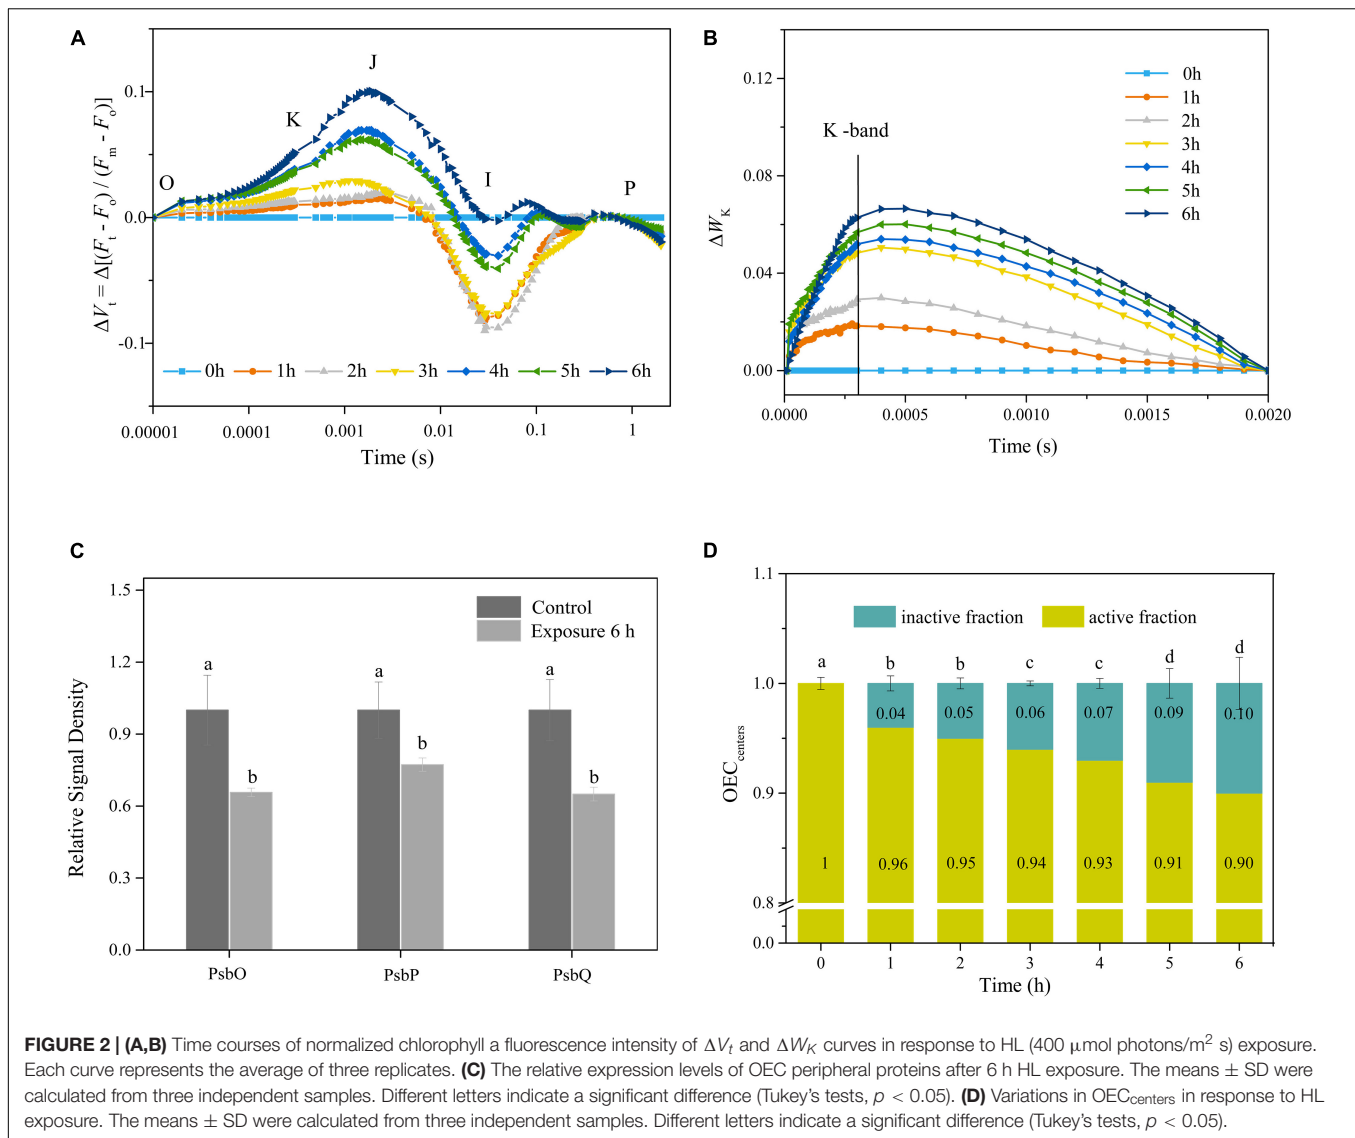 A
ΔVt = Δ[(Ft - Fo) / (Fm - Fo)]
0.1
0.0
-0.1
O
K
J
I
P
0h 1h 2h 3h 4h 5h 6h
0.00001 0.0001 0.001 0.01 0.1 1
Time (s)
B
ΔWK
0.12
0.08
0.04
0.00
K -band
0h
1h
2h
3h
4h
5h
6h
0.0000 0.0005 0.0010 0.0015 0.0020
Time (s)
C
Relative Signal Density
1.5
1.2
0.9
0.6
0.3
0.0
Control
Exposure 6 h
a b a b a b
PsbO PsbP PsbQ
D
OECcenters
1.1
1.0
0.9
0.8
0.0
inactive fraction active fraction
a b b c c d d
0.04 0.05 0.06 0.07 0.09 0.10
1 0.96 0.95 0.94 0.93 0.91 0.90
0 1 2 3 4 5 6
Time (h)
FIGURE 2 | (A,B) Time courses of normalized chlorophyll a fluorescence intensity of ΔVt and ΔWK curves in response to HL (400 μmol photons/m² s) exposure.
Each curve represents the average of three replicates. (C) The relative expression levels of OEC peripheral proteins after 6 h HL exposure. The means ± SD were
calculated from three independent samples. Different letters indicate a significant difference (Tukey's tests, p < 0.05). (D) Variations in OECcenters in response to HL
exposure. The means ± SD were calculated from three independent samples. Different letters indicate a significant difference (Tukey's tests, p < 0.05).